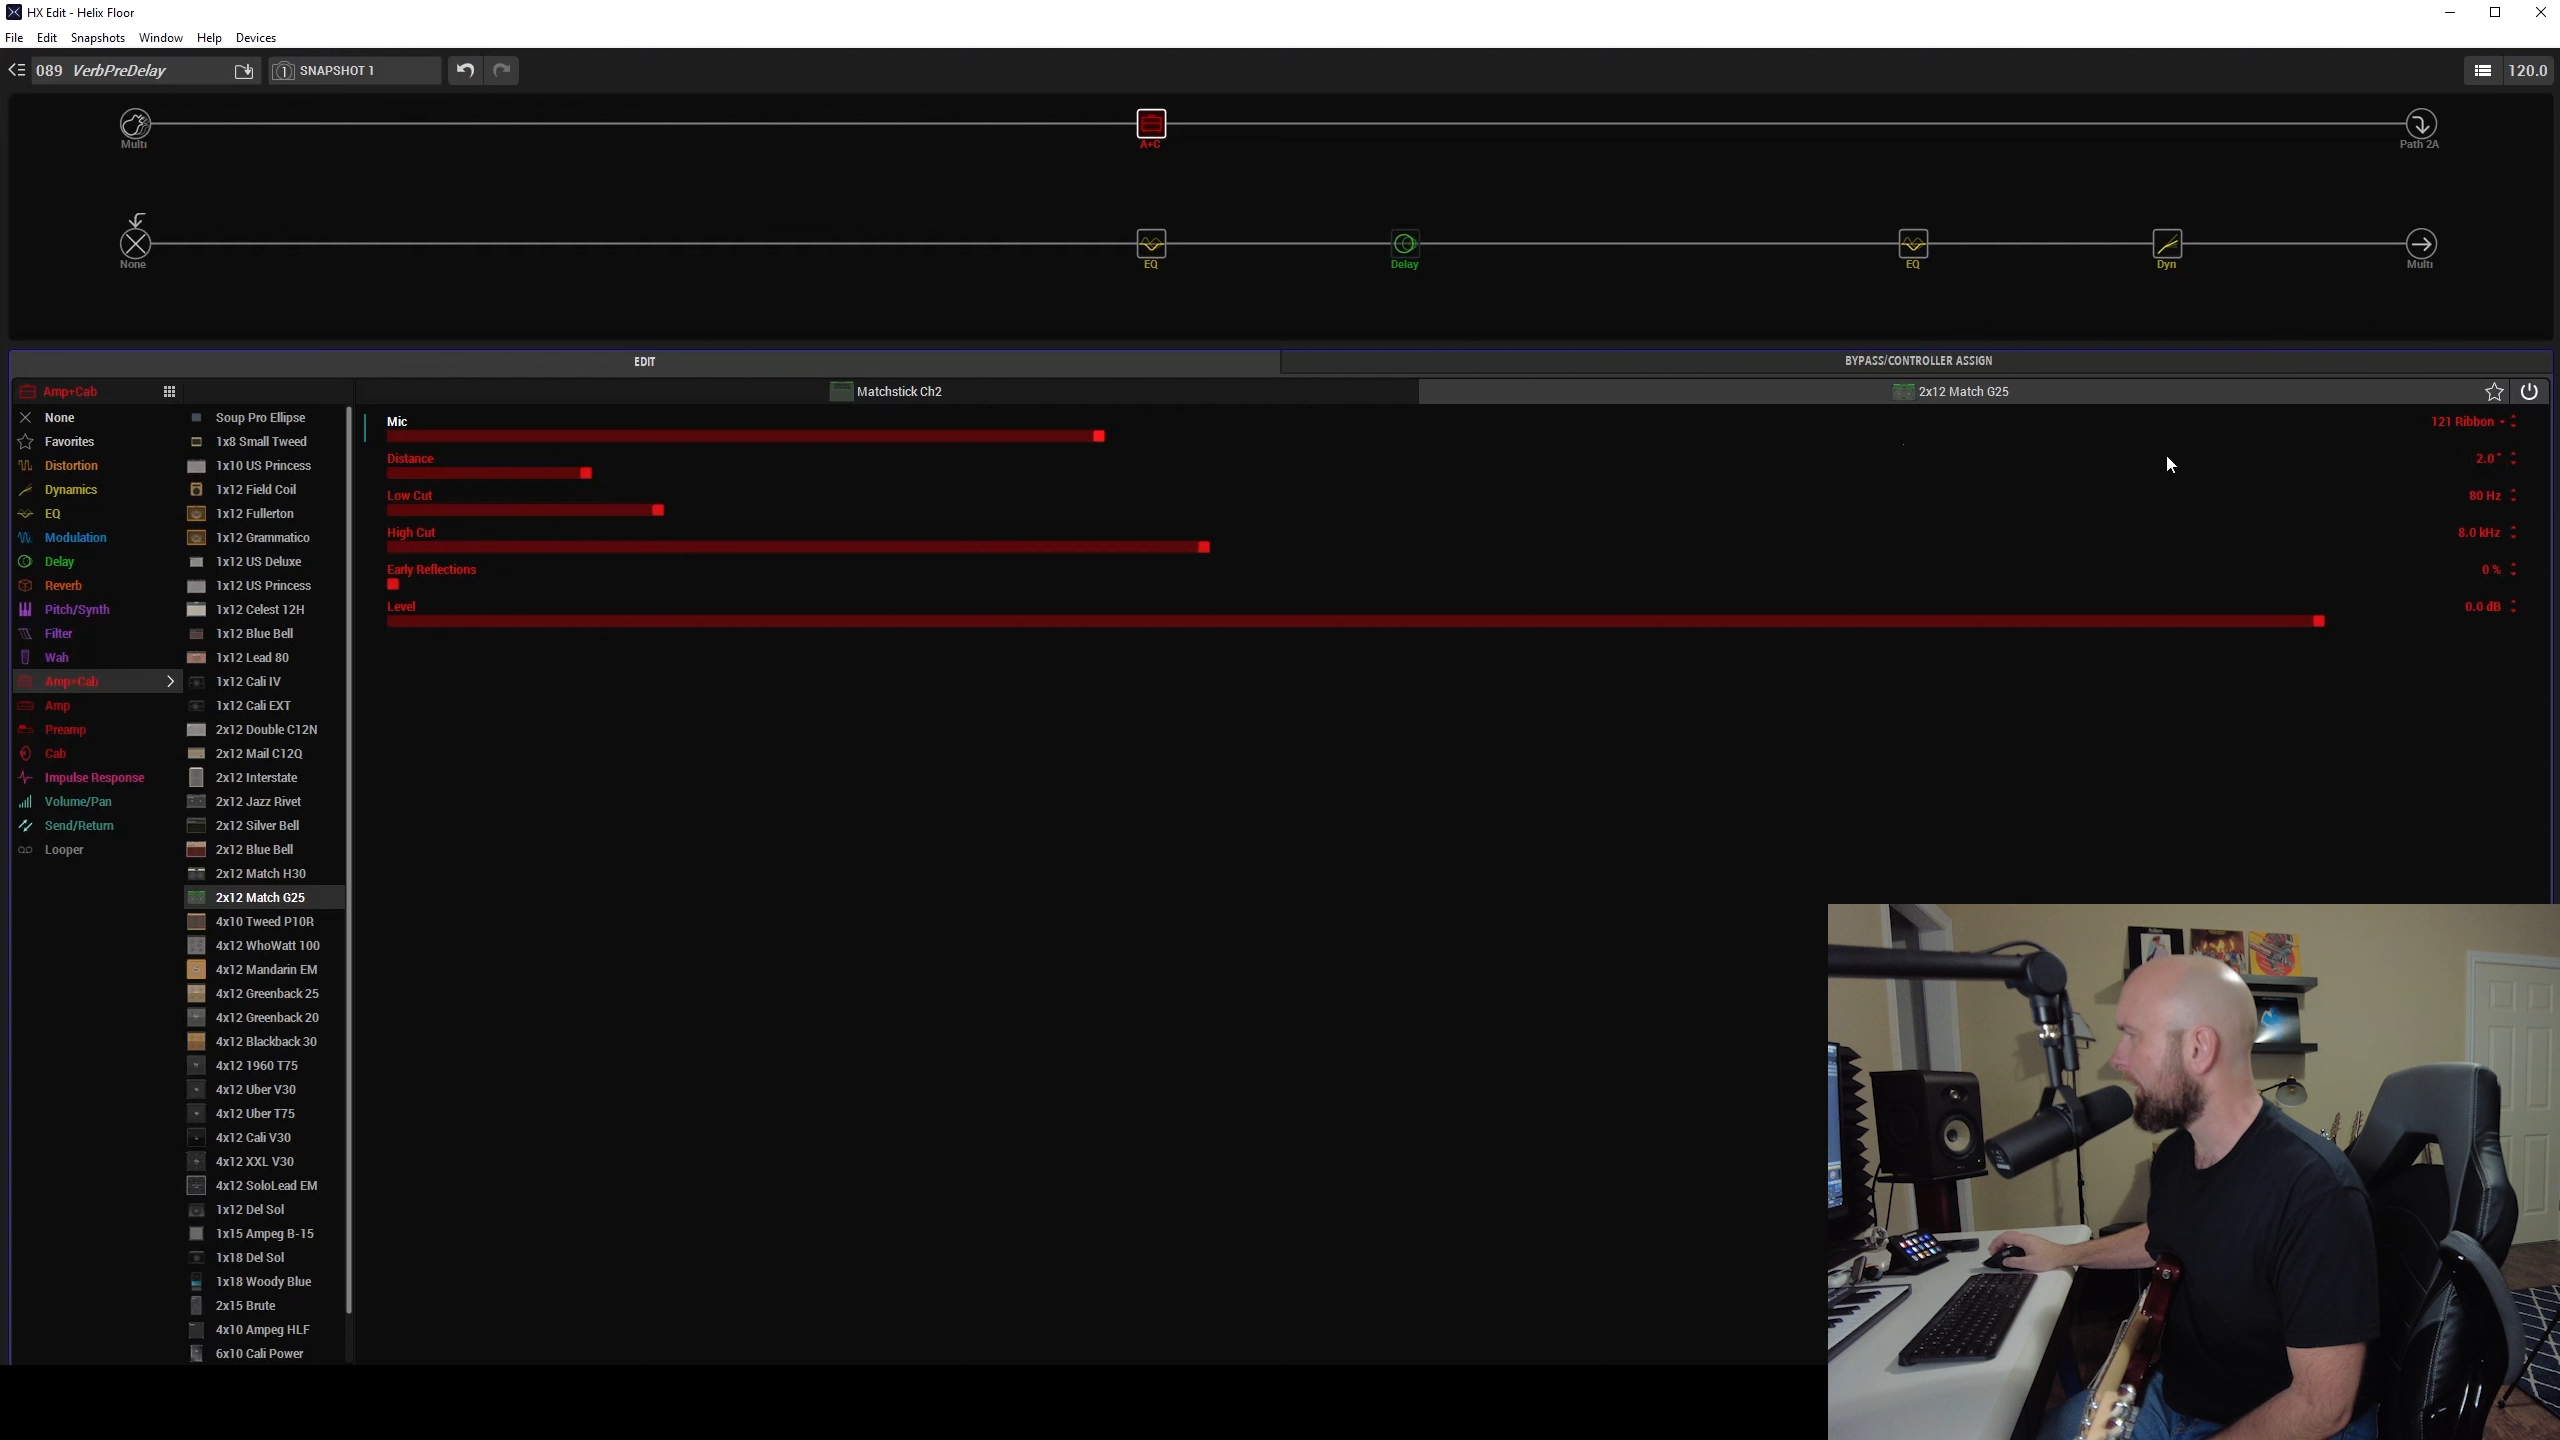 HX Edit - Helix Floor
File Edit Snapshots Window Help Devices
089 VerbPreDelay
1 SNAPSHOT 1
120.0
Multi
A+C
Path 2A
None
EQ
Delay
EQ
Dyn
Multi
EDIT
BYPASS/CONTROLLER ASSIGN
Amp+Cab
Matchstick Ch2
2x12 Match G25
None
Favorites
Distortion
Dynamics
EQ
Modulation
Delay
Reverb
Pitch/Synth
Filter
Wah
Amp+Cab
Amp
Preamp
Cab
Impulse Response
Volume/Pan
Send/Return
Looper
Soup Pro Ellipse
1x8 Small Tweed
1x10 US Princess
1x12 Field Coil
1x12 Fullerton
1x12 Grammatico
1x12 US Deluxe
1x12 US Princess
1x12 Celest 12H
1x12 Blue Bell
1x12 Lead 80
1x12 Cali IV
1x12 Cali EXT
2x12 Double C12N
2x12 Mail C12Q
2x12 Interstate
2x12 Jazz Rivet
2x12 Silver Bell
2x12 Blue Bell
2x12 Match H30
2x12 Match G25
4x10 Tweed P10R
4x12 WhoWatt 100
4x12 Mandarin EM
4x12 Greenback 25
4x12 Greenback 20
4x12 Blackback 30
4x12 1960 T75
4x12 Uber V30
4x12 Uber T75
4x12 Cali V30
4x12 XXL V30
4x12 SoloLead EM
1x12 Del Sol
1x15 Ampeg B-15
1x18 Del Sol
1x18 Woody Blue
2x15 Brute
4x10 Ampeg HLF
6x10 Cali Power
Mic
121 Ribbon
Distance
2.0"
Low Cut
80 Hz
High Cut
8.0 kHz
Early Reflections
0 %
Level
0.0 dB